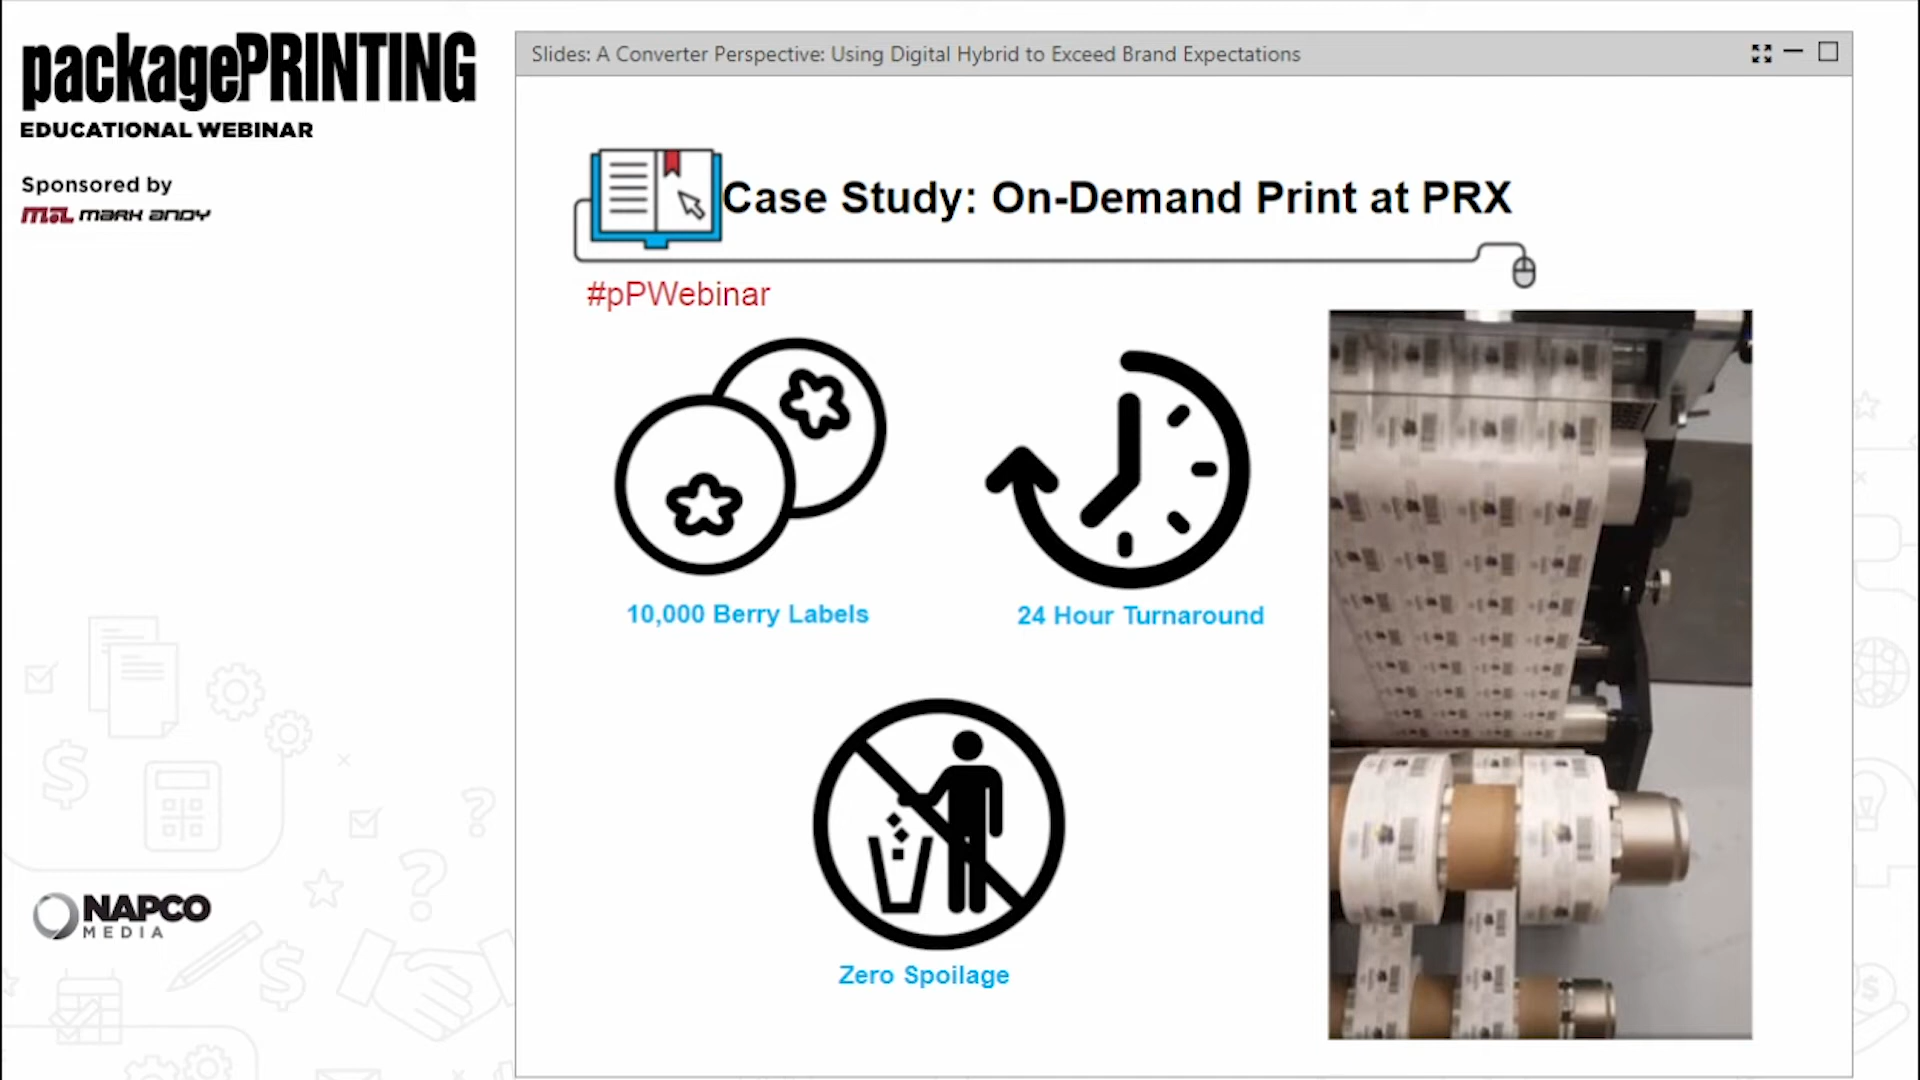 packagePRINTING
EDUCATIONAL WEBINAR
Sponsored by
MARK ANDY
NAPCO
MEDIA
Slides: A Converter Perspective: Using Digital Hybrid to Exceed Brand Expectations
Case Study: On-Demand Print at PRX
#pPWebinar
10,000 Berry Labels
24 Hour Turnaround
Zero Spoilage